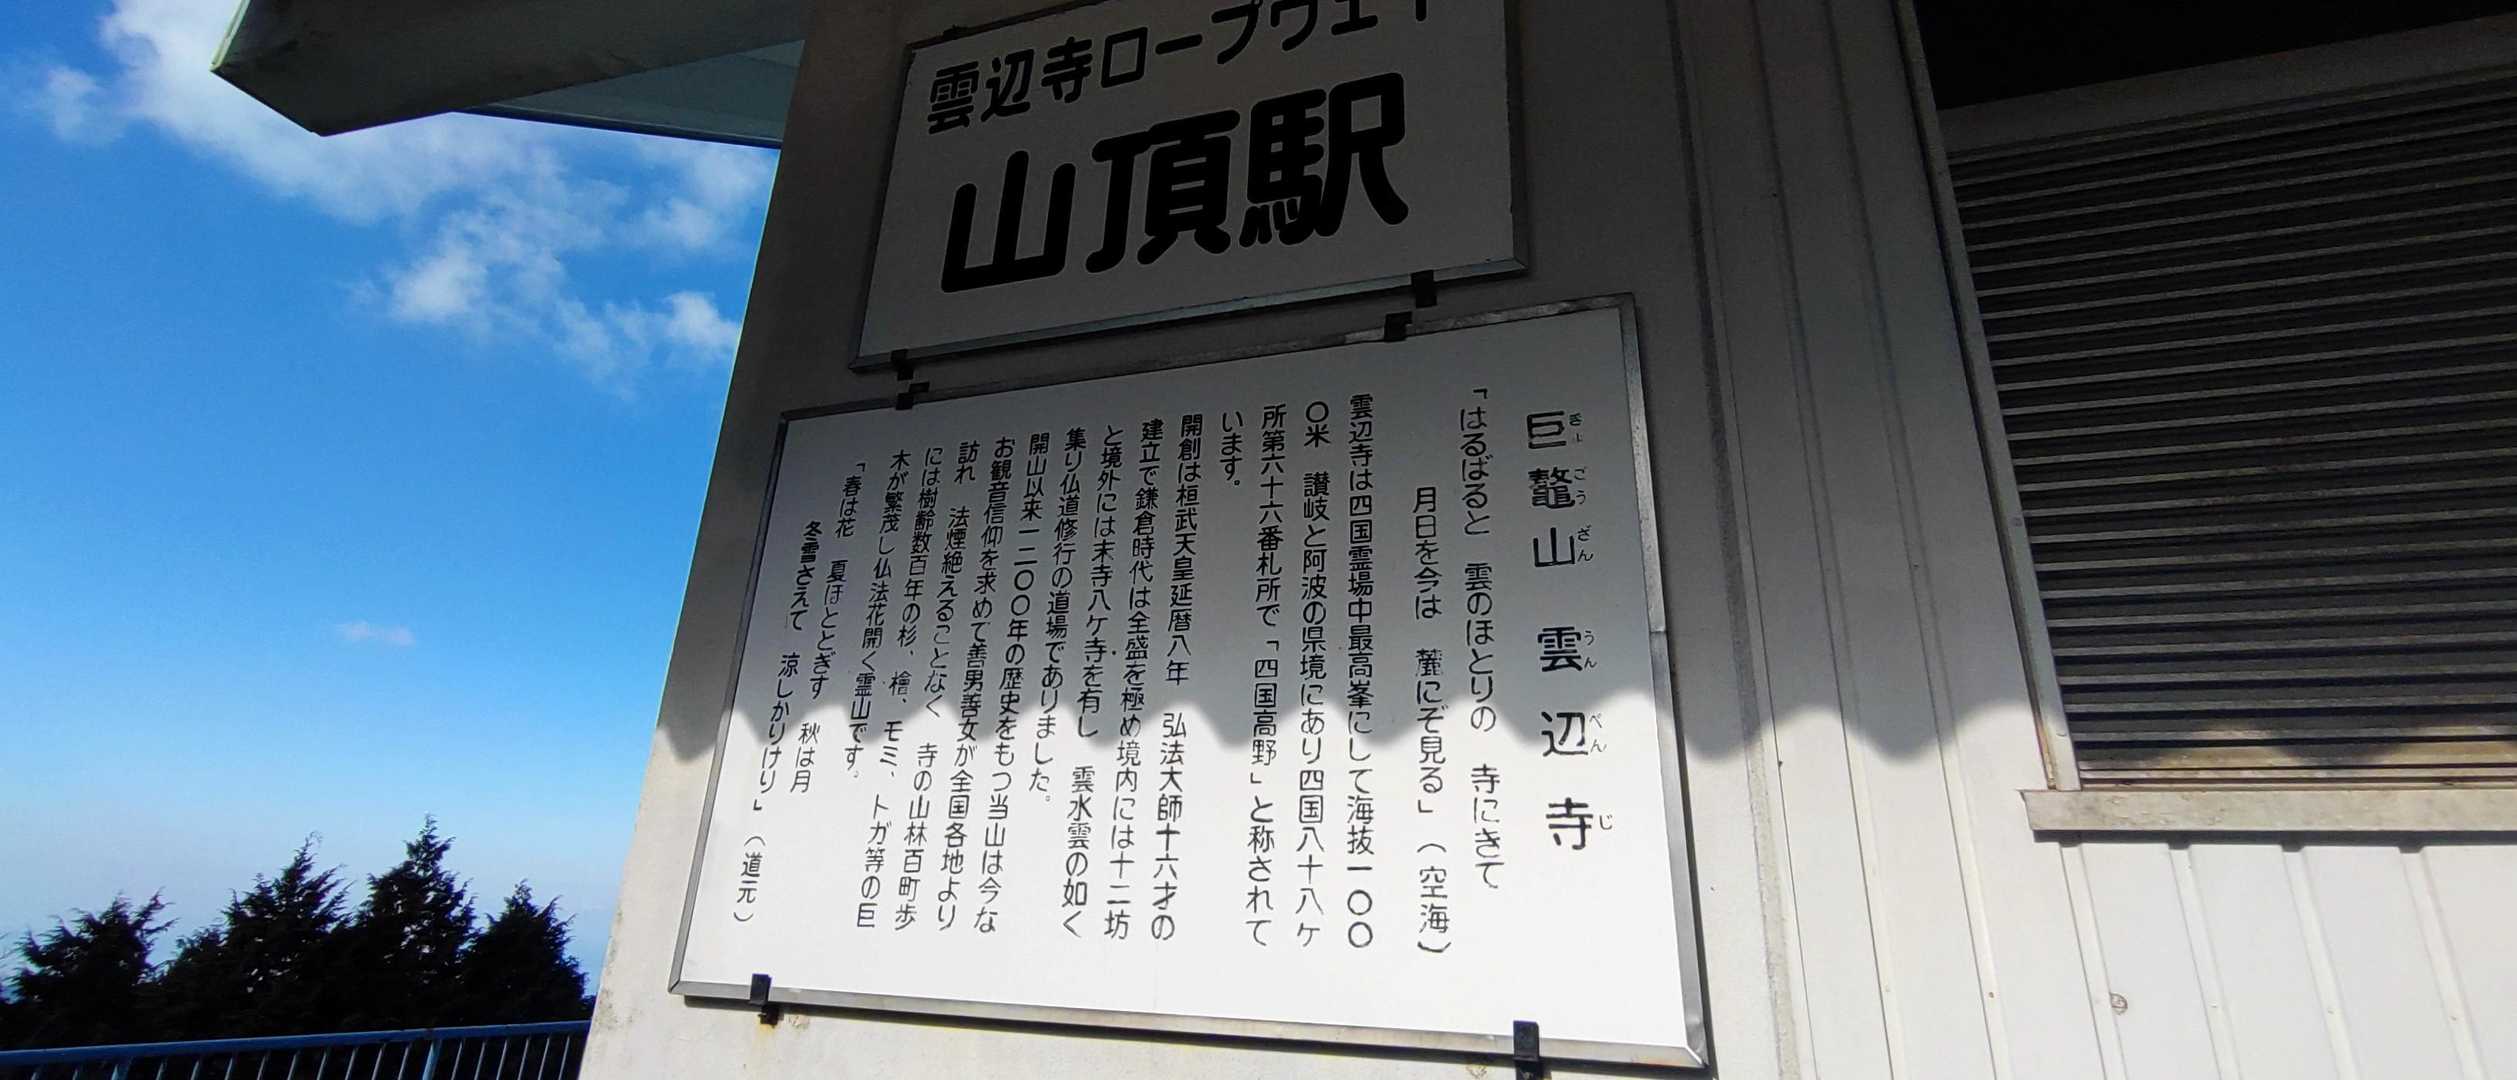 雲辺寺ロープウェイ
山頂駅
巨鼇山 雲辺寺
きょ ごう ざん うん ぺん じ
「はるばると 雲のほとりの 寺にきて
月日を今は 麓にぞ見る」（空海）
雲辺寺は四国霊場中最高峯にして海抜一〇〇
〇米 讃岐と阿波の県境にあり四国八十八ケ
所第六十六番札所で「四国高野」と称されて
います。
開創は桓武天皇延暦八年 弘法大師十六才の
建立で鎌倉時代は全盛を極め境内には十二坊
と境外には末寺八ケ寺を有し 雲水雲の如く
集り仏道修行の道場でありました。
開山以来一二〇〇年の歴史をもつ当山は今な
お観音信仰を求めて善男善女が全国各地より
訪れ 法煙絶えることなく 寺の山林百町歩
には樹齢数百年の杉、檜、モミ、トガ等の巨
木が繁茂し仏法花開く霊山です。
「春は花 夏ほととぎす 秋は月
冬雪さえて 涼しかりけり」（道元）